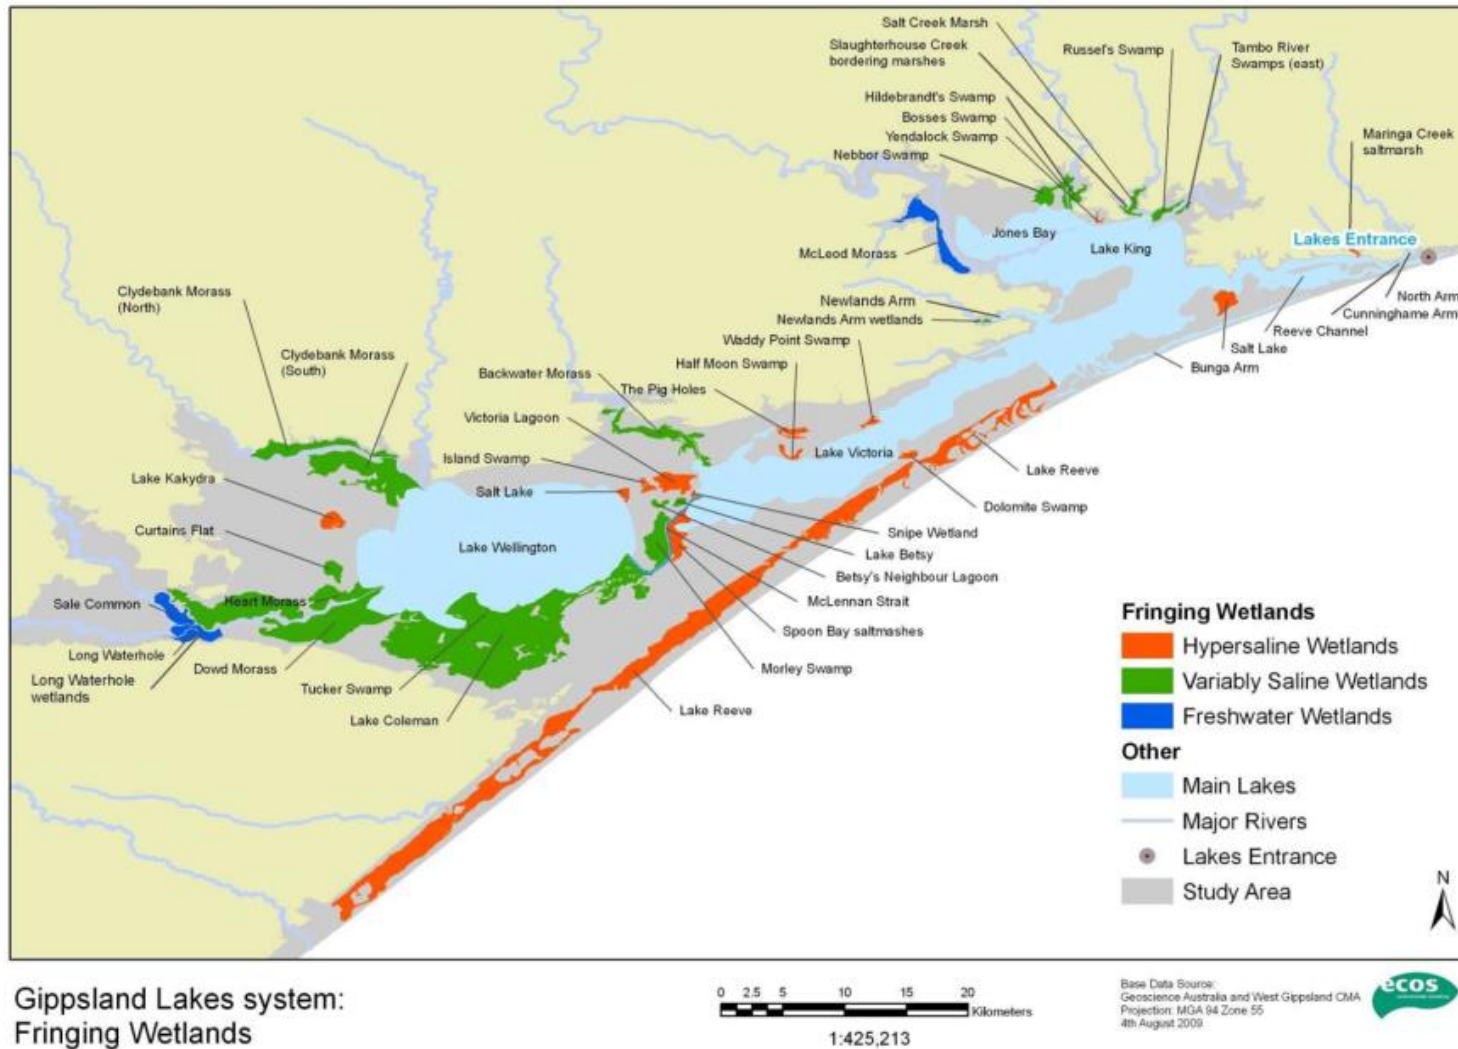 Salt Creek Marsh
Slaughterhouse Creek
bordering marshes
Russel's Swamp
Tambo River
Swamps (east)
Hildebrandt's Swamp
Bosses Swamp
Yendalock Swamp
Nebbor Swamp
Maringa Creek
saltmarsh
Jones Bay
Lake King
Lakes Entrance
McLeod Morass
Clydebank Morass
(North)
Newlands Arm
Newlands Arm wetlands
North Arm
Cunninghame Arm
Reeve Channel
Salt Lake
Bunga Arm
Waddy Point Swamp
Half Moon Swamp
Clydebank Morass
(South)
Backwater Morass
The Pig Holes
Victoria Lagoon
Lake Victoria
Island Swamp
Lake Reeve
Lake Kakydra
Salt Lake
Dolomite Swamp
Curtains Flat
Snipe Wetland
Lake Wellington
Lake Betsy
Betsy's Neighbour Lagoon
Heart Morass
Sale Common
McLennan Strait
Spoon Bay saltmashes
Long Waterhole
Dowd Morass
Morley Swamp
Long Waterhole
wetlands
Tucker Swamp
Lake Coleman
Lake Reeve
Fringing Wetlands
Hypersaline Wetlands
Variably Saline Wetlands
Freshwater Wetlands
Other
Main Lakes
Major Rivers
Lakes Entrance
Study Area
N
Gippsland Lakes system:
Fringing Wetlands
0 2.5 5 10 15 20
Kilometers
1:425,213
Base Data Source:
Geoscience Australia and West Gippsland CMA
Projection: MGA 94 Zone 55
4th August 2009
ecos